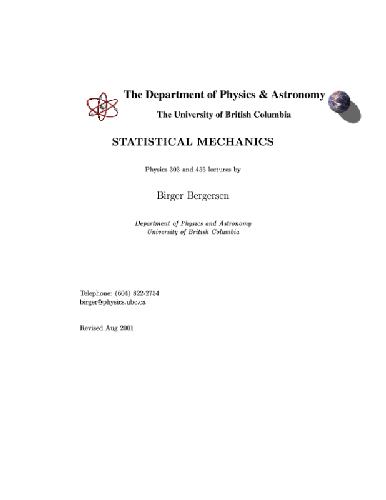 The Department of Physics & Astronomy
The University of British Columbia
STATISTICAL MECHANICS
Physics 303 and 455 lectures by
Birger Bergersen
Department of Physics and Astronomy
University of British Columbia
Telephone: (604) 822-2754
birger@physics.ubc.ca
Revised Aug 2001